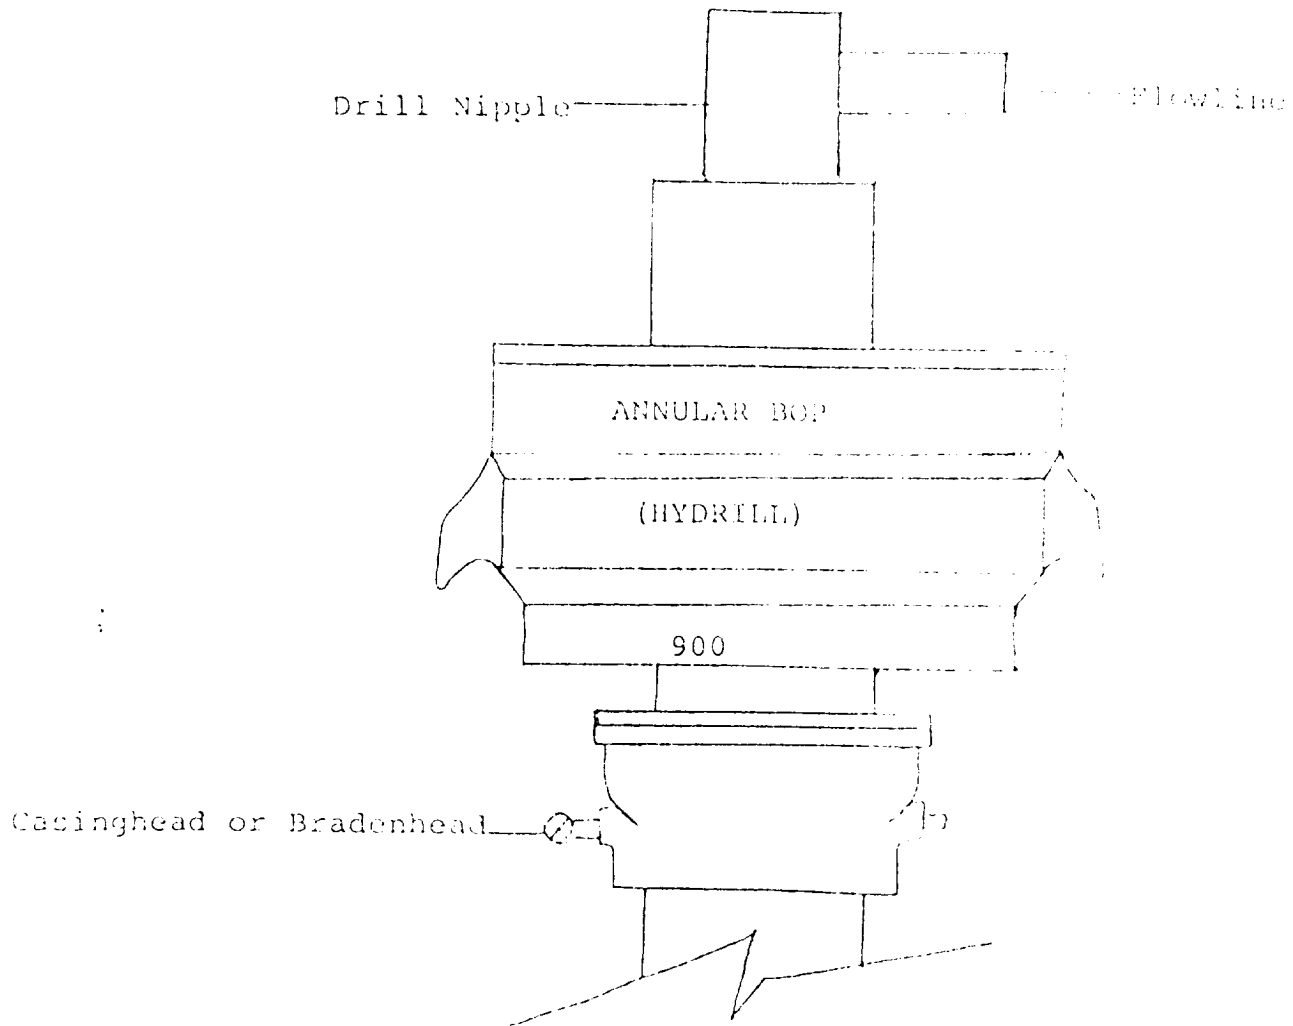 Drill Nipple
Flowline
ANNULAR BOP
(HYDRILL)
900
Casinghead or Bradenhead